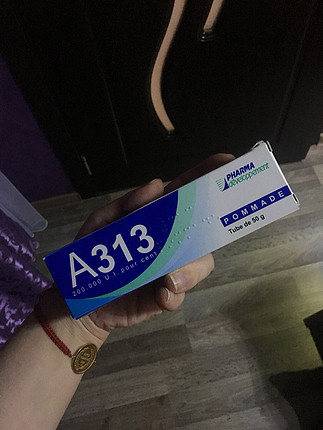 A313
200 000 U.I. pour cent
PHARMA
développement
POMMADE
Tube de 50 g